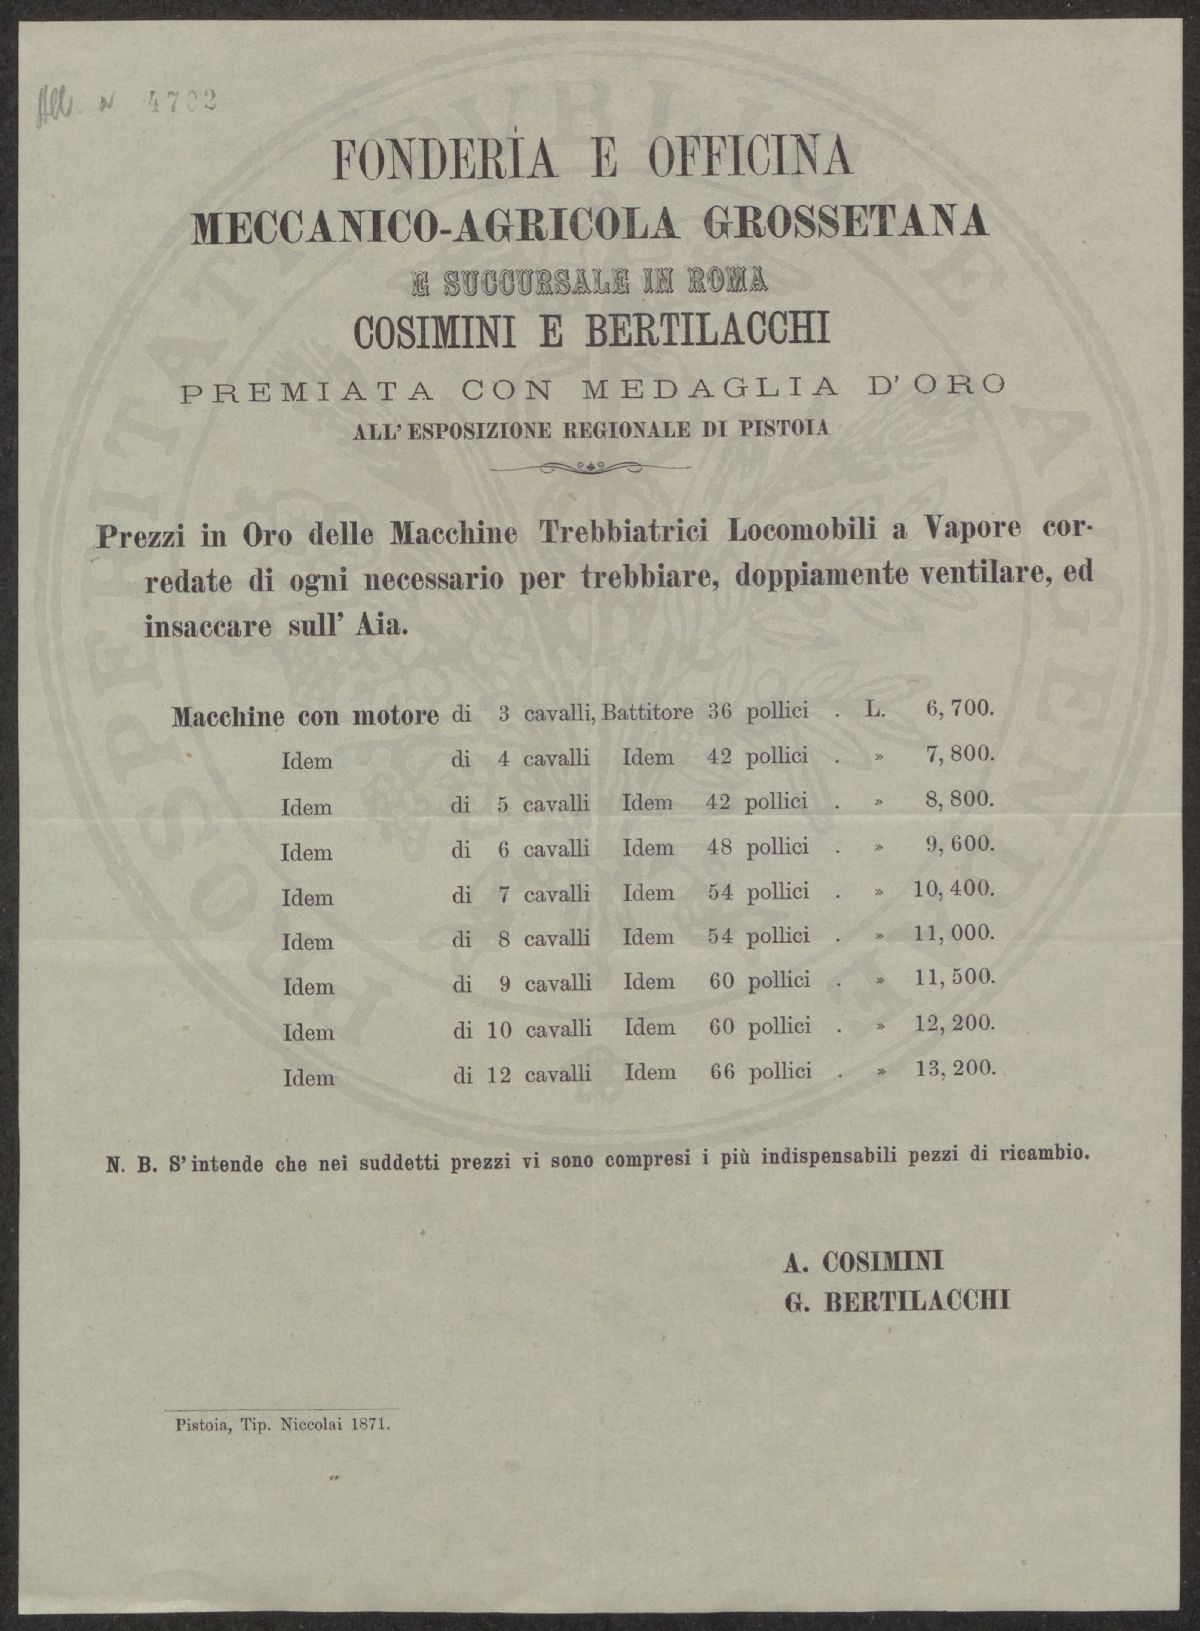 All. n 4702
FONDERÍA E OFFICINA
MECCANICO-AGRICOLA GROSSETANA
E SUCCURSALE IN ROMA
COSIMINI E BERTILACCHI
PREMIATA CON MEDAGLIA D'ORO
ALL' ESPOSIZIONE REGIONALE DI PISTOIA
Prezzi in Oro delle Macchine Trebbiatrici Locomobili a Vapore cor-
redate di ogni necessario per trebbiare, doppiamente ventilare, ed
insaccare sull' Aia.
Macchine con motore di 3 cavalli, Battitore 36 pollici . L. 6,700.
Idem di 4 cavalli Idem 42 pollici . » 7,800.
Idem di 5 cavalli Idem 42 pollici . » 8,800.
Idem di 6 cavalli Idem 48 pollici . » 9,600.
Idem di 7 cavalli Idem 54 pollici . » 10,400.
Idem di 8 cavalli Idem 54 pollici . » 11,000.
Idem di 9 cavalli Idem 60 pollici . » 11,500.
Idem di 10 cavalli Idem 60 pollici . » 12,200.
Idem di 12 cavalli Idem 66 pollici . » 13,200.
N. B. S' intende che nei suddetti prezzi vi sono compresi i più indispensabili pezzi di ricambio.
A. COSIMINI
G. BERTILACCHI
Pistoia, Tip. Niccolai 1871.
PROSPERITATI PUBLICAE AUGENDAE